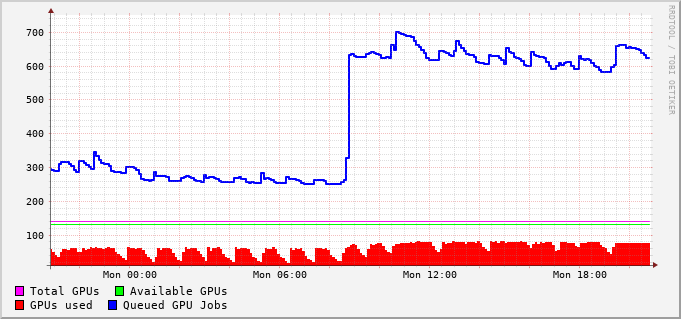 700
600
500
400
300
200
100
Mon 00:00 Mon 06:00 Mon 12:00 Mon 18:00
Total GPUs Available GPUs
GPUs used Queued GPU Jobs
RRDTOOL / TOBI OETIKER